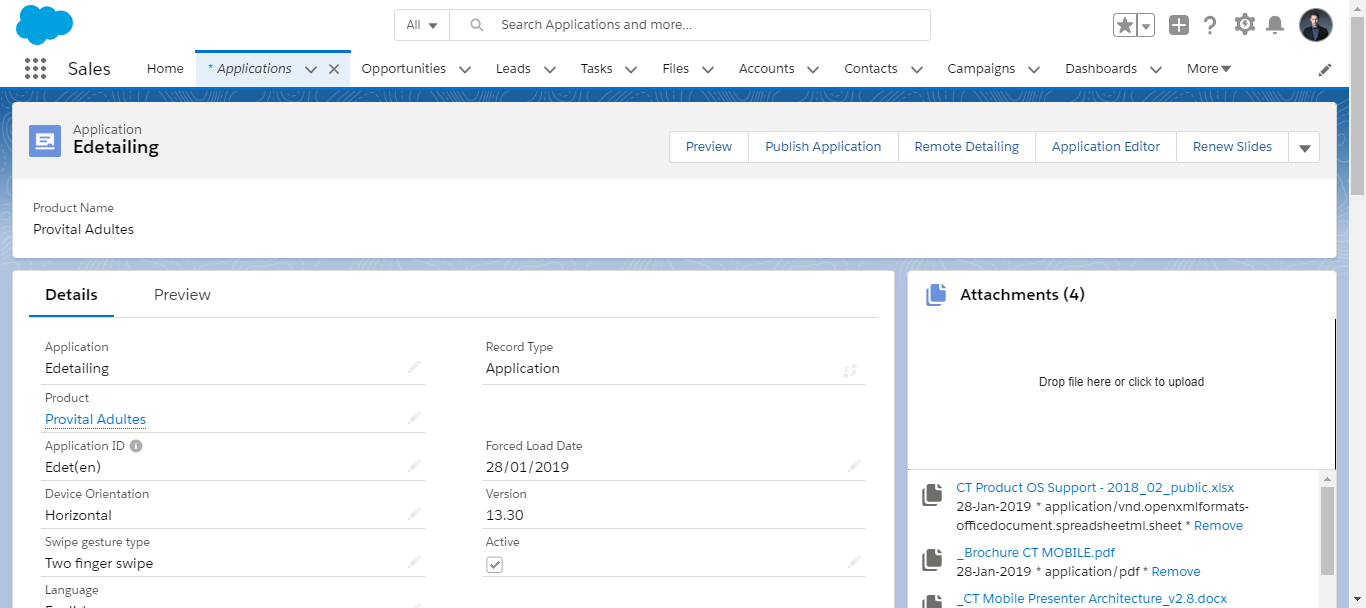 All
Search Applications and more...
Sales
Home
* Applications
Opportunities
Leads
Tasks
Files
Accounts
Contacts
Campaigns
Dashboards
More
Application
Edetailing
Preview
Publish Application
Remote Detailing
Application Editor
Renew Slides
Product Name
Provital Adultes
Details
Preview
Application
Edetailing
Record Type
Application
Product
Provital Adultes
Application ID
Edet(en)
Forced Load Date
28/01/2019
Device Orientation
Horizontal
Version
13.30
Swipe gesture type
Two finger swipe
Active
Language
Attachments (4)
Drop file here or click to upload
CT Product OS Support - 2018_02_public.xlsx
28-Jan-2019 * application/vnd.openxmlformats-
officedocument.spreadsheetml.sheet * Remove
_Brochure CT MOBILE.pdf
28-Jan-2019 * application/pdf * Remove
_CT Mobile Presenter Architecture_v2.8.docx